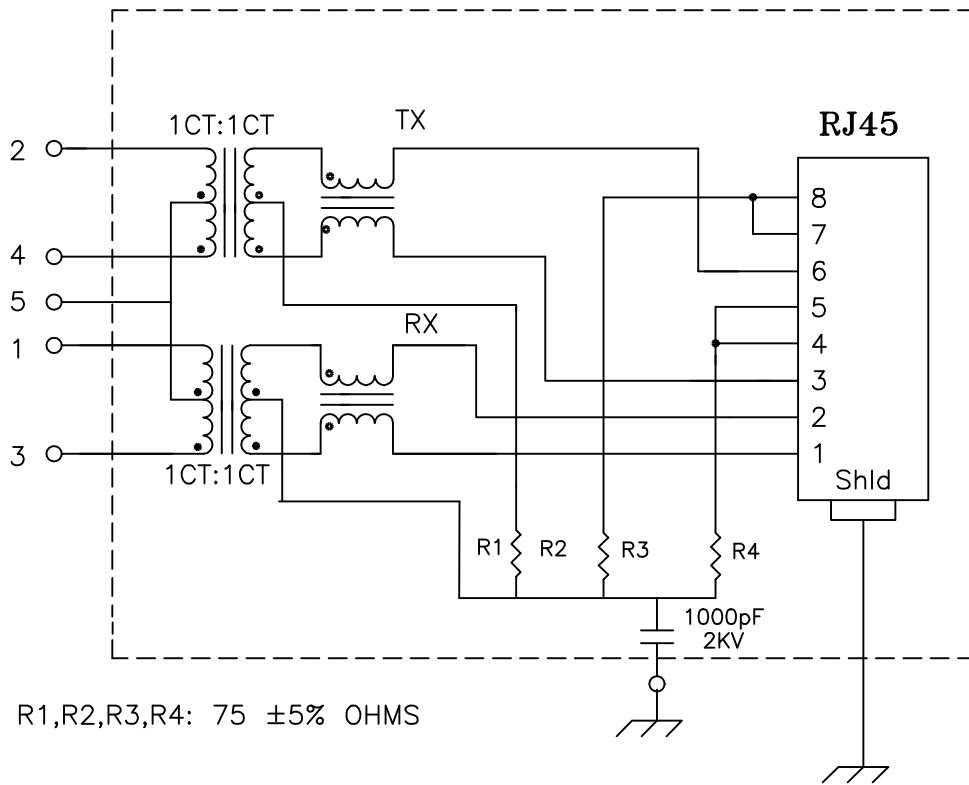 1CT:1CT
TX
RJ45
2
4
5
1
3
RX
1CT:1CT
8
7
6
5
4
3
2
1
Shld
R1
R2
R3
R4
1000pF
2KV
R1,R2,R3,R4: 75 ±5% OHMS